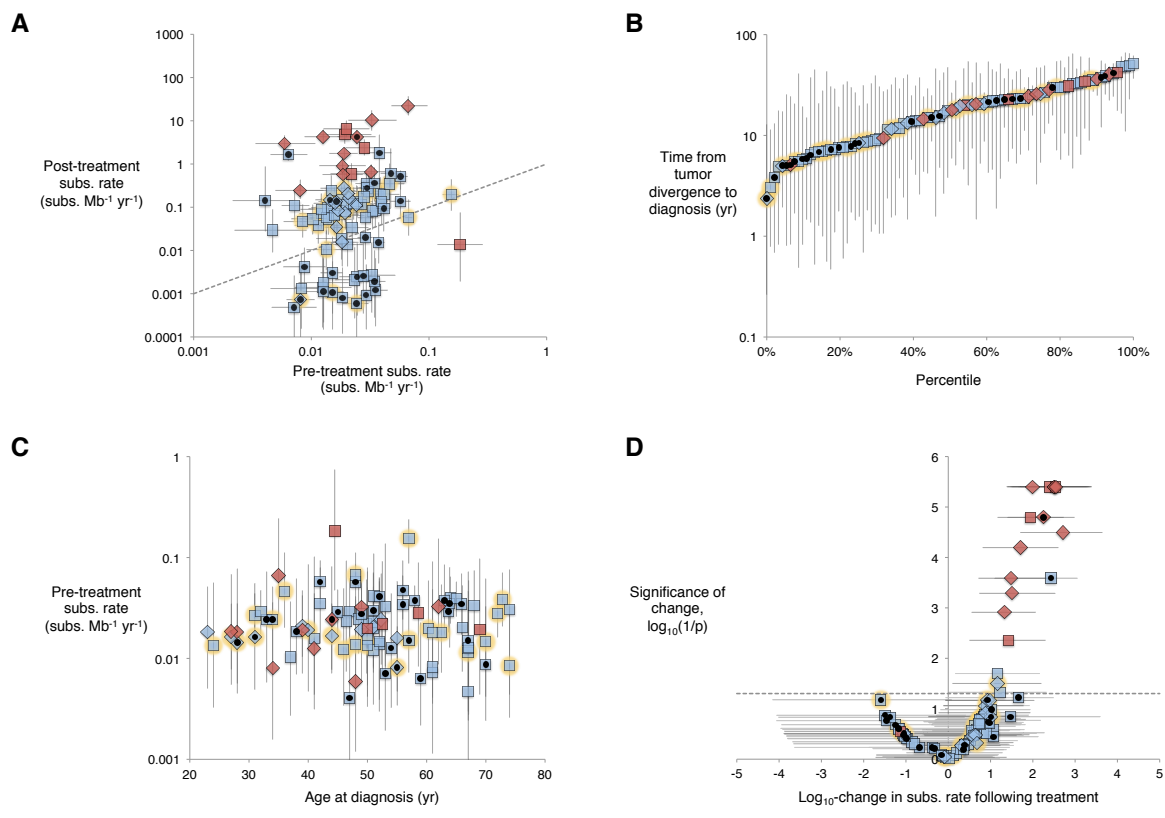 A
1000
100
10
1
0.1
0.01
0.001
0.0001
Post-treatment
subs. rate
(subs. Mb⁻¹ yr⁻¹)
0.001
0.01
0.1
1
Pre-treatment subs. rate
(subs. Mb⁻¹ yr⁻¹)
B
100
10
1
0.1
Time from
tumor
divergence to
diagnosis (yr)
0%
20%
40%
60%
80%
100%
Percentile
C
1
0.1
0.01
0.001
Pre-treatment
subs. rate
(subs. Mb⁻¹ yr⁻¹)
20
30
40
50
60
70
80
Age at diagnosis (yr)
D
6
5
4
3
2
1
0
Significance of
change,
log₁₀(1/p)
-5
-4
-3
-2
-1
0
1
2
3
4
5
Log₁₀-change in subs. rate following treatment